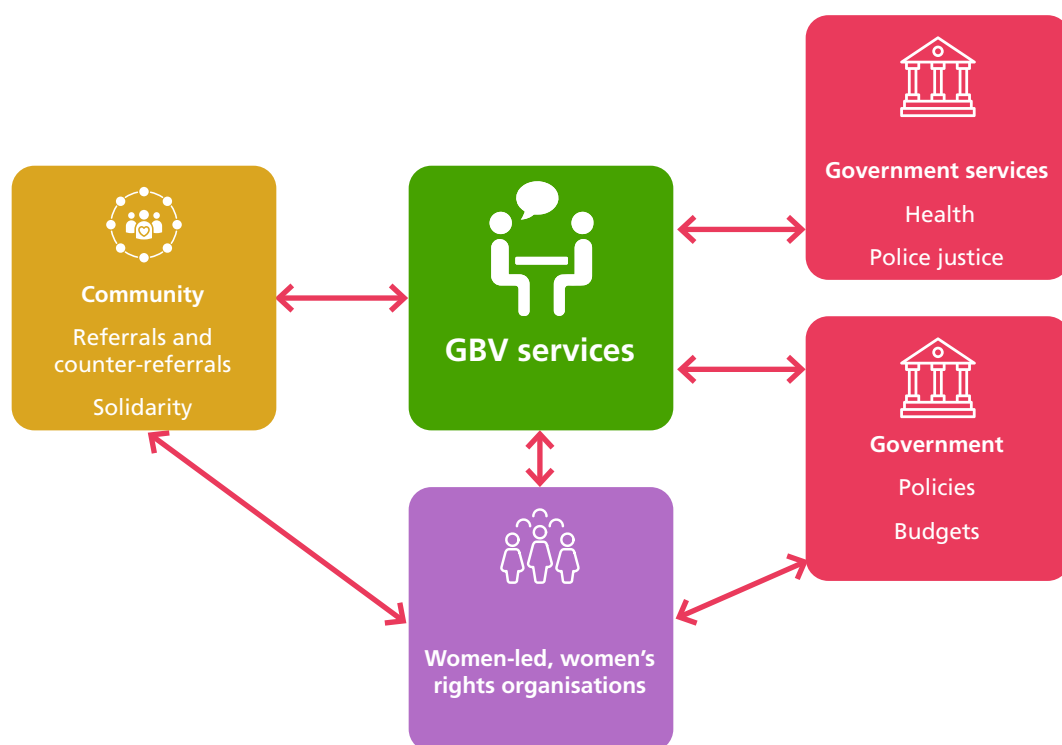 Community
Referrals and
counter-referrals
Solidarity
GBV services
Government services
Health
Police justice
Government
Policies
Budgets
Women-led, women’s
rights organisations